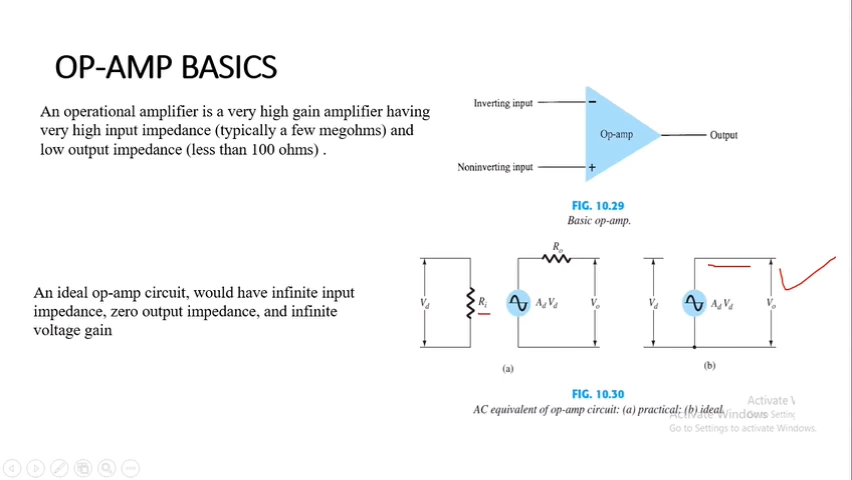 OP-AMP BASICS
An operational amplifier is a very high gain amplifier having
very high input impedance (typically a few megohms) and
low output impedance (less than 100 ohms) .
Inverting input
−
Op-amp
Output
Noninverting input
+
FIG. 10.29
Basic op-amp.
An ideal op-amp circuit, would have infinite input
impedance, zero output impedance, and infinite
voltage gain
Ro
Vd
Ri
AdVd
Vo
Vd
AdVd
Vo
(a)
(b)
FIG. 10.30
AC equivalent of op-amp circuit: (a) practical; (b) ideal.
Activate Windows
Go to Settings to activate Windows.
Activate
Go to Setting